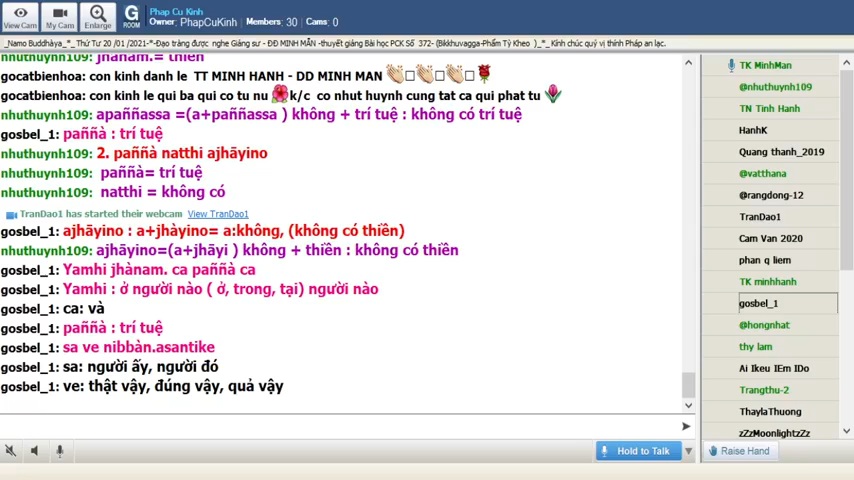 View Cam
My Cam
Enlarge
G
ROOM
Phap Cu Kinh
Owner: PhapCuKinh Members: 30 Cams: 0
_Namo Buddhàya_*_ Thứ Tư 20 /01 /2021-*-Đạo tràng được nghe Giảng sư - ĐĐ MINH MẪN -thuyết giảng Bài học PCK Số 372- (Bikkhuvagga-Phẩm Tỳ Kheo )_*_ Kính chúc quý vị thính Pháp an lạc.
nhuthuynh109: jhànam.= thiền
gocatbienhoa: con kinh danh le TT MINH HANH - DD MINH MAN
gocatbienhoa: con kinh le qui ba qui co tu nu k/c co nhut huynh cung tat ca qui phat tu
nhuthuynh109: apaññassa =(a+paññassa ) không + trí tuệ : không có trí tuệ
gosbel_1: paññà : trí tuệ
nhuthuynh109: 2. paññā natthi ajhāyino
nhuthuynh109: paññā= trí tuệ
nhuthuynh109: natthi = không có
TranDao1 has started their webcam View TranDao1
gosbel_1: ajhāyino : a+jhàyino= a:không, (không có thiền)
nhuthuynh109: ajhāyino=(a+jhāyi ) không + thiền : không có thiền
gosbel_1: Yamhi jhànam. ca paññà ca
gosbel_1: Yamhi : ở người nào ( ở, trong, tại) người nào
gosbel_1: ca: và
gosbel_1: paññà : trí tuệ
gosbel_1: sa ve nibbàn.asantike
gosbel_1: sa: người ấy, người đó
gosbel_1: ve: thật vậy, đúng vậy, quả vậy
TK MinhMan
@nhuthuynh109
TN Tinh Hanh
HanhK
Quang thanh_2019
@vatthana
@rangdong-12
TranDao1
Cam Van 2020
phan q liem
TK minhhanh
gosbel_1
@hongnhat
thy lam
Ai Ikeu IEm IDo
Trangthu-2
ThaylaThuong
zZzMoonlightzZz
Hold to Talk
Raise Hand